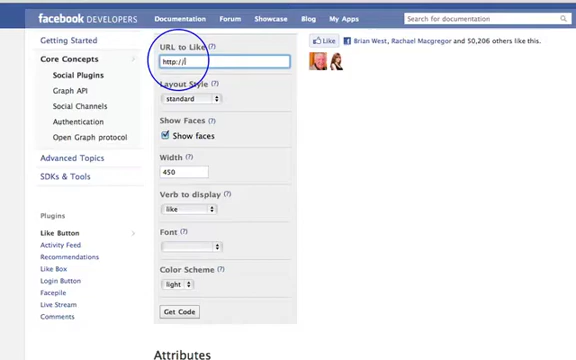 facebook DEVELOPERS
Documentation Forum Showcase Blog My Apps
Search for documentation
Getting Started
Core Concepts
Social Plugins
Graph API
Social Channels
Authentication
Open Graph protocol
Advanced Topics
SDKs & Tools
Plugins
Like Button
Activity Feed
Recommendations
Like Box
Login Button
Facepile
Live Stream
Comments
URL to Like (?)
http://
Layout Style (?)
standard
Show Faces (?)
Show faces
Width (?)
450
Verb to display (?)
like
Font (?)
Color Scheme (?)
light
Get Code
Attributes
Like Brian West, Rachael Macgregor and 50,206 others like this.